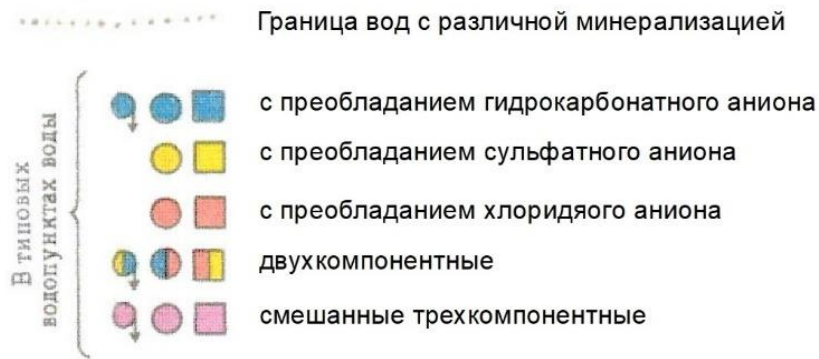 Граница вод с различной минерализацией
В типовых
водопунктах воды
с преобладанием гидрокарбонатного аниона
с преобладанием сульфатного аниона
с преобладанием хлоридяого аниона
двухкомпонентные
смешанные трехкомпонентные